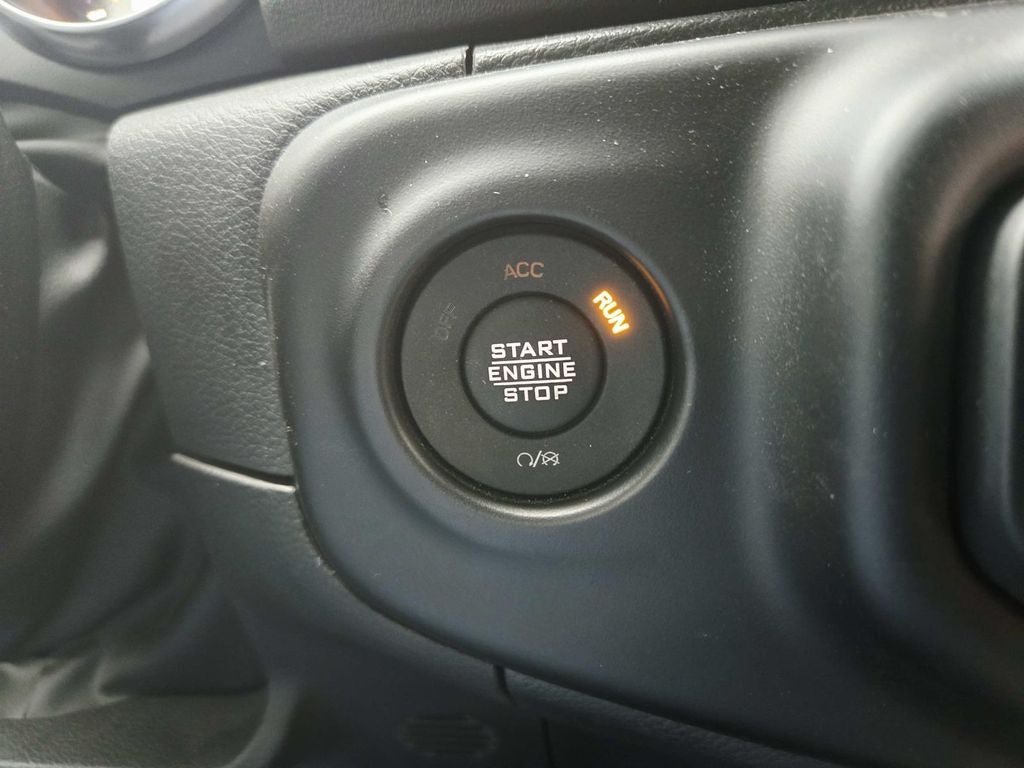 ACC
OFF
RUN
START
ENGINE
STOP